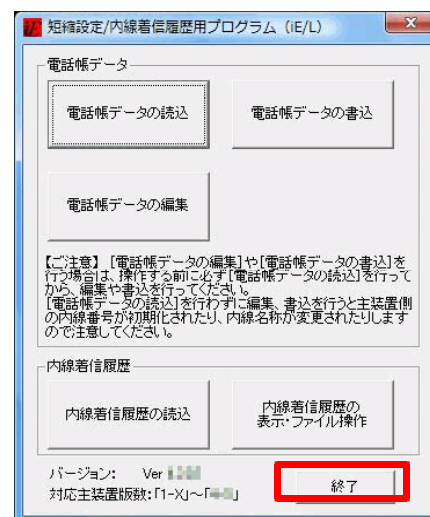 短縮設定/内線着信履歴用プログラム (iE/L)
電話帳データ
電話帳データの読込
電話帳データの書込
電話帳データの編集
【ご注意】 [電話帳データの編集]や[電話帳データの書込]を
行う場合は、操作する前に必ず[電話帳データの読込]を行って
から、編集や書込を行ってください。
[電話帳データの読込]を行わずに編集、書込を行うと主装置側
の内線番号が初期化されたり、内線名称が変更されたりします
ので注意してください。
内線着信履歴
内線着信履歴の読込
内線着信履歴の
表示・ファイル操作
バージョン: Ver
対応主装置版数:「1-X」~「
」
終了